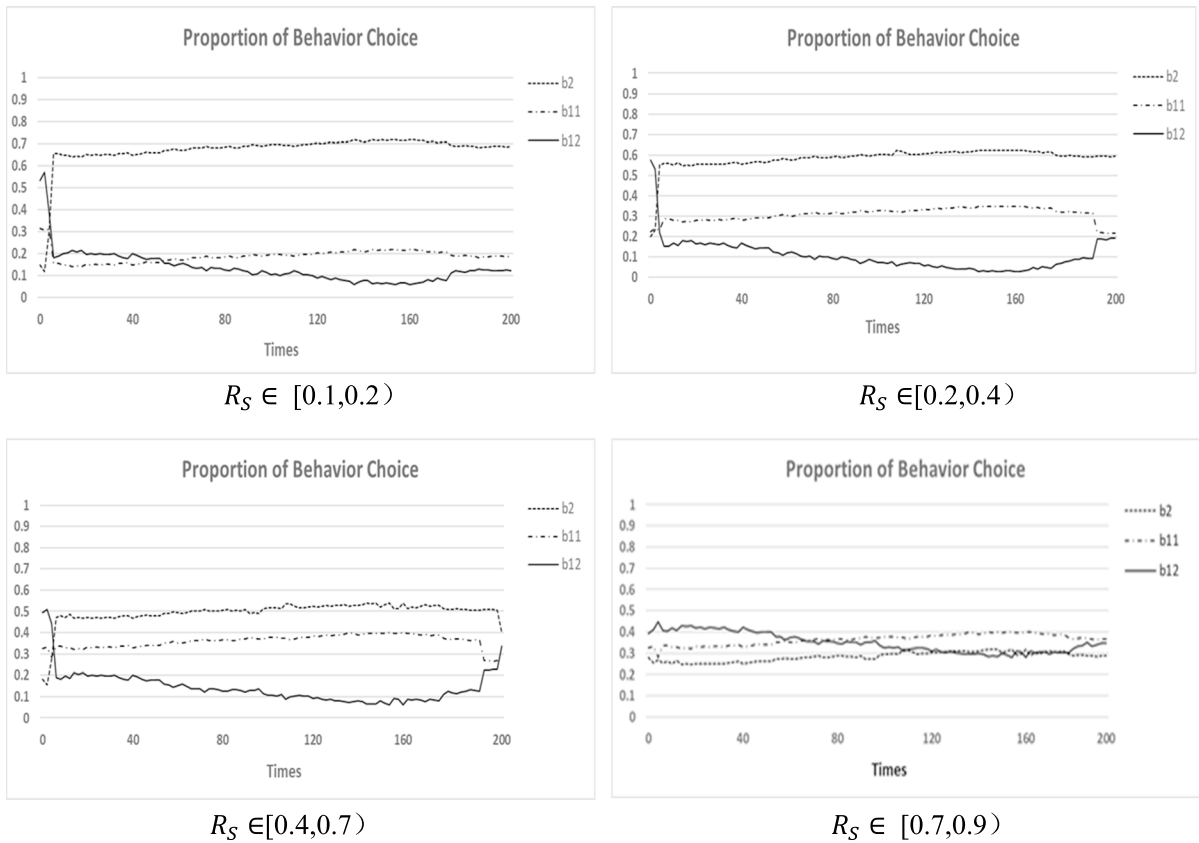 Proportion of Behavior Choice
1
0.9
0.8
0.7
0.6
0.5
0.4
0.3
0.2
0.1
0
0 40 80 120 160 200
Times
b2
b11
b12
R_S ∈ [0.1,0.2）
Proportion of Behavior Choice
1
0.9
0.8
0.7
0.6
0.5
0.4
0.3
0.2
0.1
0
0 40 80 120 160 200
Times
b2
b11
b12
R_S ∈[0.2,0.4）
Proportion of Behavior Choice
1
0.9
0.8
0.7
0.6
0.5
0.4
0.3
0.2
0.1
0
0 40 80 120 160 200
Times
b2
b11
b12
R_S ∈[0.4,0.7）
Proportion of Behavior Choice
1
0.9
0.8
0.7
0.6
0.5
0.4
0.3
0.2
0.1
0
0 40 80 120 160 200
Times
b2
b11
b12
R_S ∈ [0.7,0.9）